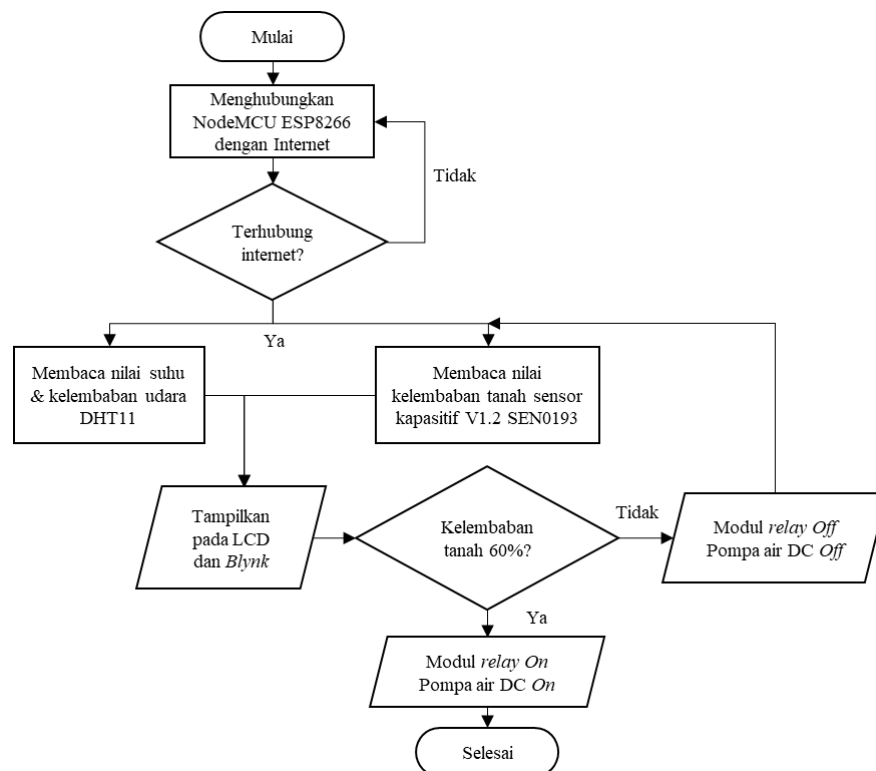 Mulai
Menghubungkan
NodeMCU ESP8266
dengan Internet
Tidak
Terhubung
internet?
Ya
Membaca nilai suhu
& kelembaban udara
DHT11
Membaca nilai
kelembaban tanah sensor
kapasitif V1.2 SEN0193
Tampilkan
pada LCD
dan Blynk
Kelembaban
tanah 60%?
Tidak
Modul relay Off
Pompa air DC Off
Ya
Modul relay On
Pompa air DC On
Selesai